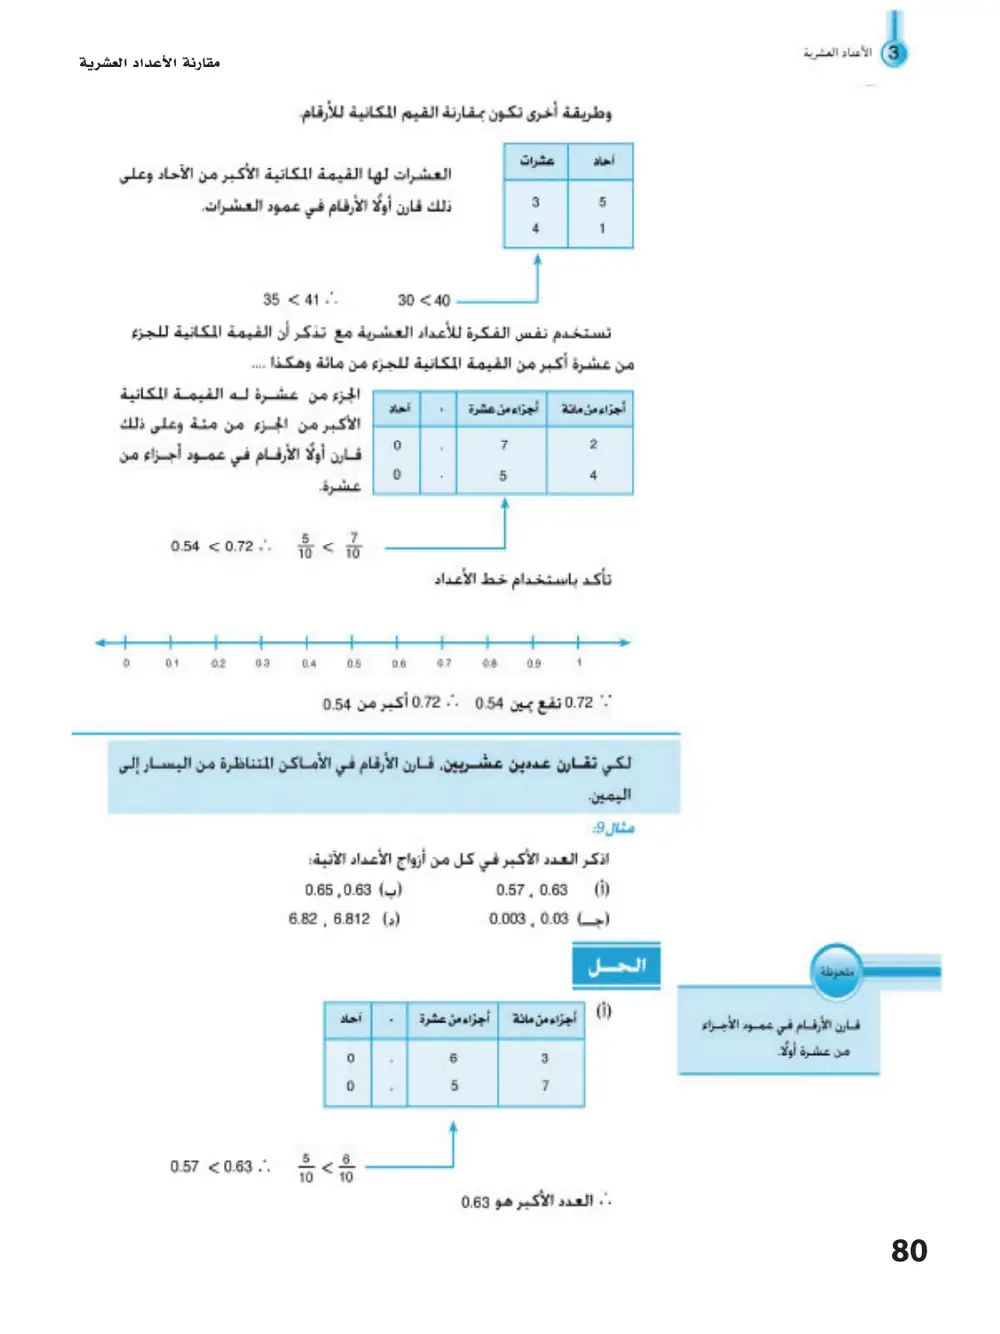 3 الأعداد العشرية
مقارنة الأعداد العشرية
وطريقة أخرى تكون بمقارنة القيم المكانية للأرقام.
آحاد عشرات
5 3
1 4
العشرات لها القيمة المكانية الأكبر من الآحاد وعلى
ذلك قارن أولًا الأرقام في عمود العشرات.
30 < 40 ∴ 35 < 41
تستخدم نفس الفكرة للأعداد العشرية مع تذكر أن القيمة المكانية للجزء
من عشرة أكبر من القيمة المكانية للجزء من مائة وهكذا ....
أجزاء من مائة أجزاء من عشرة . آحاد
2 7 . 0
4 5 . 0
الجزء من عشرة له القيمة المكانية
الأكبر من الجزء من مئة وعلى ذلك
قارن أولًا الأرقام في عمود أجزاء من
عشرة.
5/10 < 7/10 ∴ 0.54 < 0.72
تأكد باستخدام خط الأعداد
0 0.1 0.2 0.3 0.4 0.5 0.6 0.7 0.8 0.9 1
∵ 0.72 تقع يمين 0.54 ∴ 0.72 أكبر من 0.54
لكي تقارن عددين عشريين، قارن الأرقام في الأماكن المتناظرة من اليسار إلى
اليمين.
مثال 9:
اذكر العدد الأكبر في كل من أزواج الأعداد الآتية:
(أ) 0.57 , 0.63 (ب) 0.65 , 0.63
(جـ) 0.003 , 0.03 (د) 6.82 , 6.812
الحل
ملحوظة
قارن الأرقام في عمود الأجزاء
من عشرة أولًا.
(أ)
أجزاء من مائة أجزاء من عشرة . آحاد
3 6 . 0
7 5 . 0
5/10 < 6/10 ∴ 0.57 < 0.63
∴ العدد الأكبر هو 0.63
80